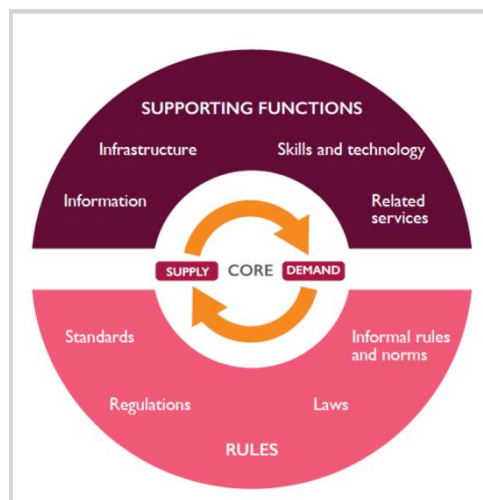 SUPPORTING FUNCTIONS
Infrastructure
Skills and technology
Information
Related
services
SUPPLY
CORE
DEMAND
Standards
Informal rules
and norms
Regulations
Laws
RULES